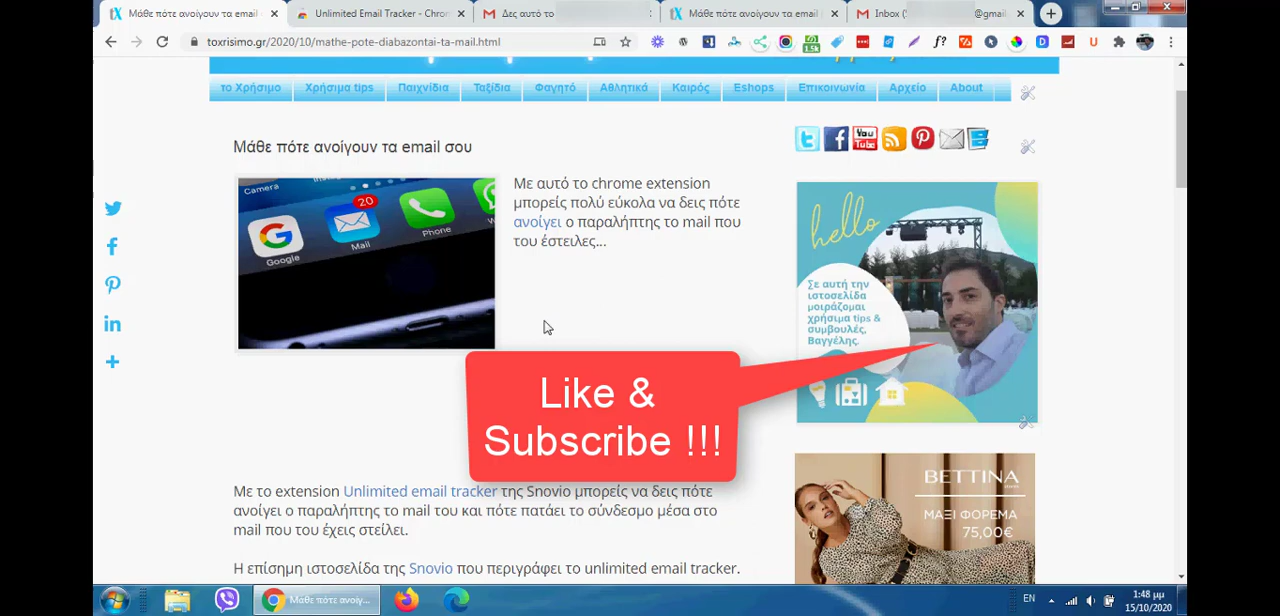 Μάθε πότε ανοίγουν τα email
Unlimited Email Tracker - Chrom
Δες αυτό το
Μάθε πότε ανοίγουν τα email
Inbox (
@gmail
toxrisimo.gr/2020/10/mathe-pote-diabazontai-ta-mail.html
1.5k
το Χρήσιμο
Χρήσιμα tips
Παιχνίδια
Ταξίδια
Φαγητό
Αθλητικά
Καιρός
Eshops
Επικοινωνία
Αρχείο
About
Μάθε πότε ανοίγουν τα email σου
Camera
20
Google
Mail
Phone
Με αυτό το chrome extension
μπορείς πολύ εύκολα να δεις πότε
ανοίγει ο παραλήπτης το mail που
του έστειλες...
You
Tube
hello
Σε αυτή την
ιστοσελίδα
μοιράζομαι
χρήσιμα tips &
συμβουλές,
Βαγγέλης.
Like &
Subscribe !!!
BETTINA
ΜΑΞΙ ΦΟΡΕΜΑ
75,00€
Με το extension Unlimited email tracker της Snovio μπορείς να δεις πότε
ανοίγει ο παραλήπτης το mail του και πότε πατάει το σύνδεσμο μέσα στο
mail που του έχεις στείλει.
Η επίσημη ιστοσελίδα της Snovio που περιγράφει το unlimited email tracker.
Μάθε πότε ανοίγ...
EN
1:48 μμ
15/10/2020